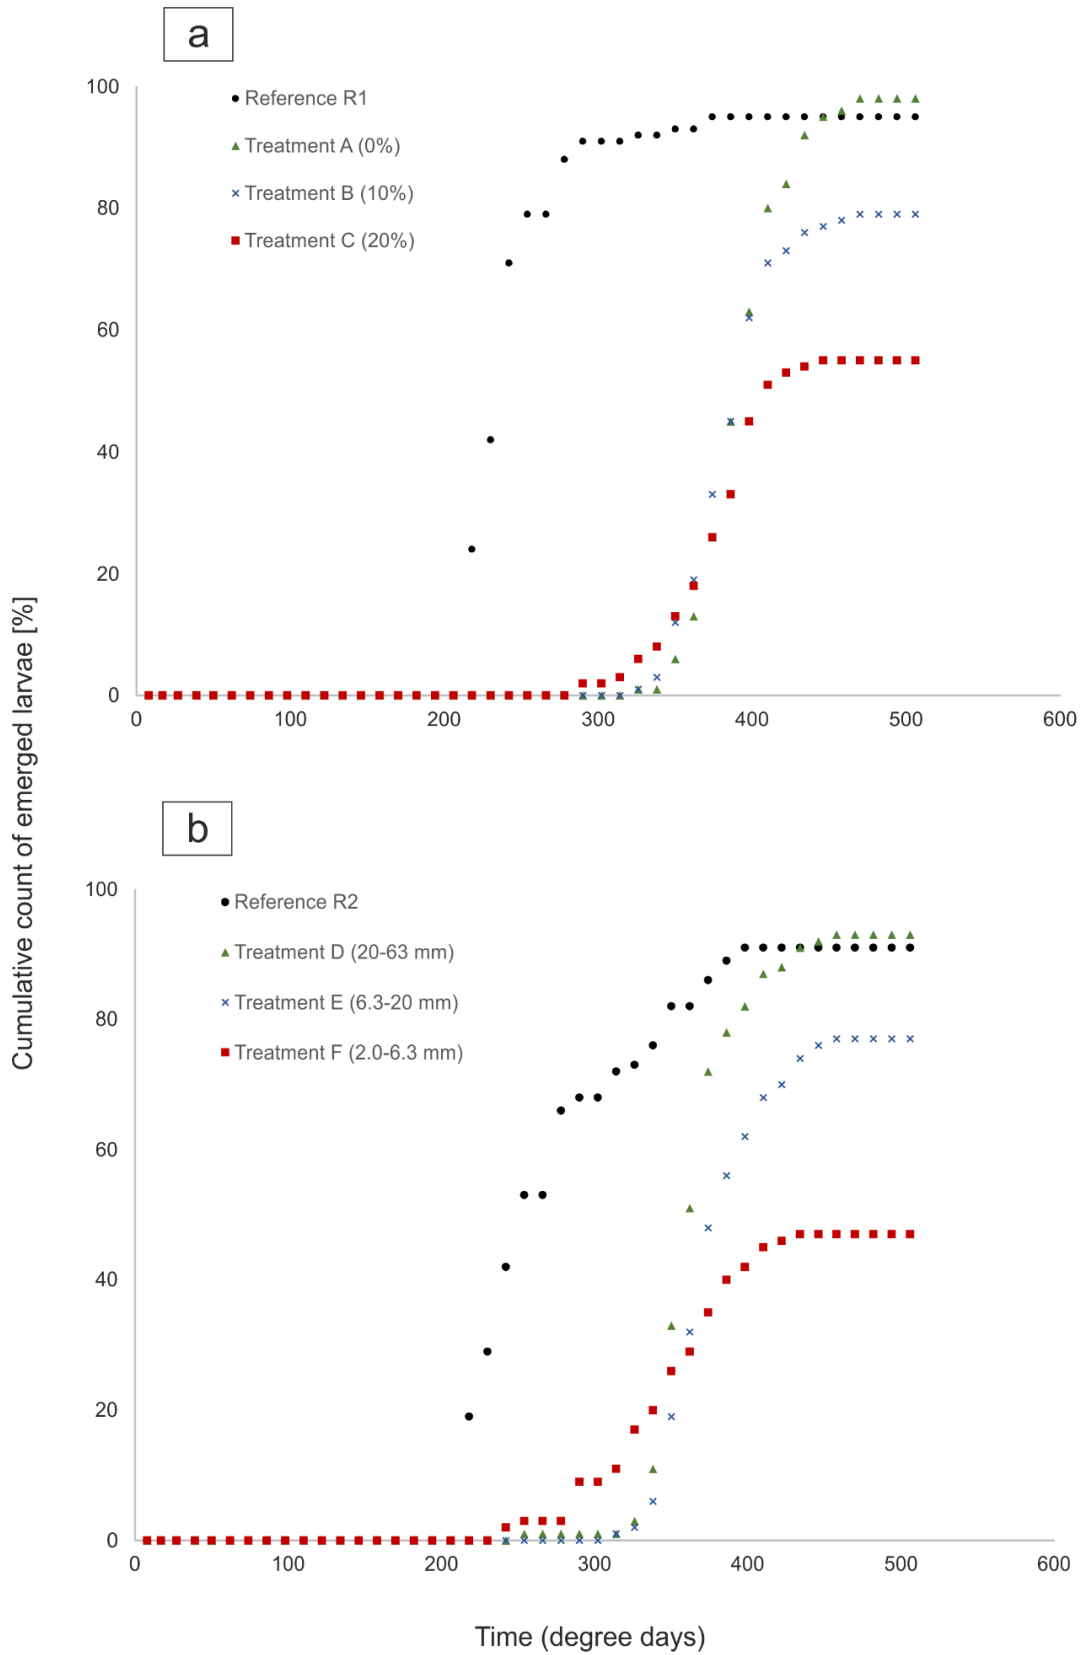 a
100
80
60
40
20
0
Reference R1
Treatment A (0%)
Treatment B (10%)
Treatment C (20%)
0 100 200 300 400 500 600
Cumulative count of emerged larvae [%]
b
100
80
60
40
20
0
Reference R2
Treatment D (20-63 mm)
Treatment E (6.3-20 mm)
Treatment F (2.0-6.3 mm)
0 100 200 300 400 500 600
Time (degree days)